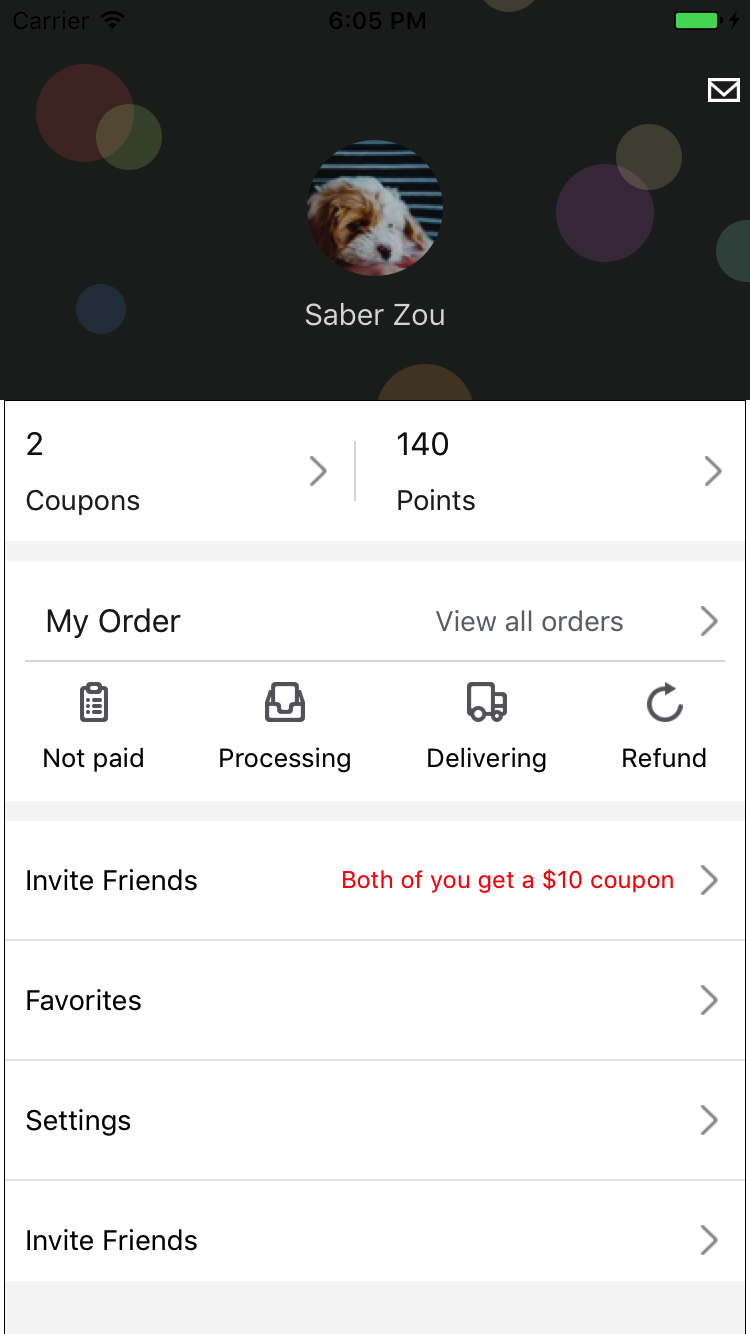 Carrier 6:05 PM
Saber Zou
2
Coupons
140
Points
My Order View all orders
Not paid Processing Delivering Refund
Invite Friends Both of you get a $10 coupon
Favorites
Settings
Invite Friends